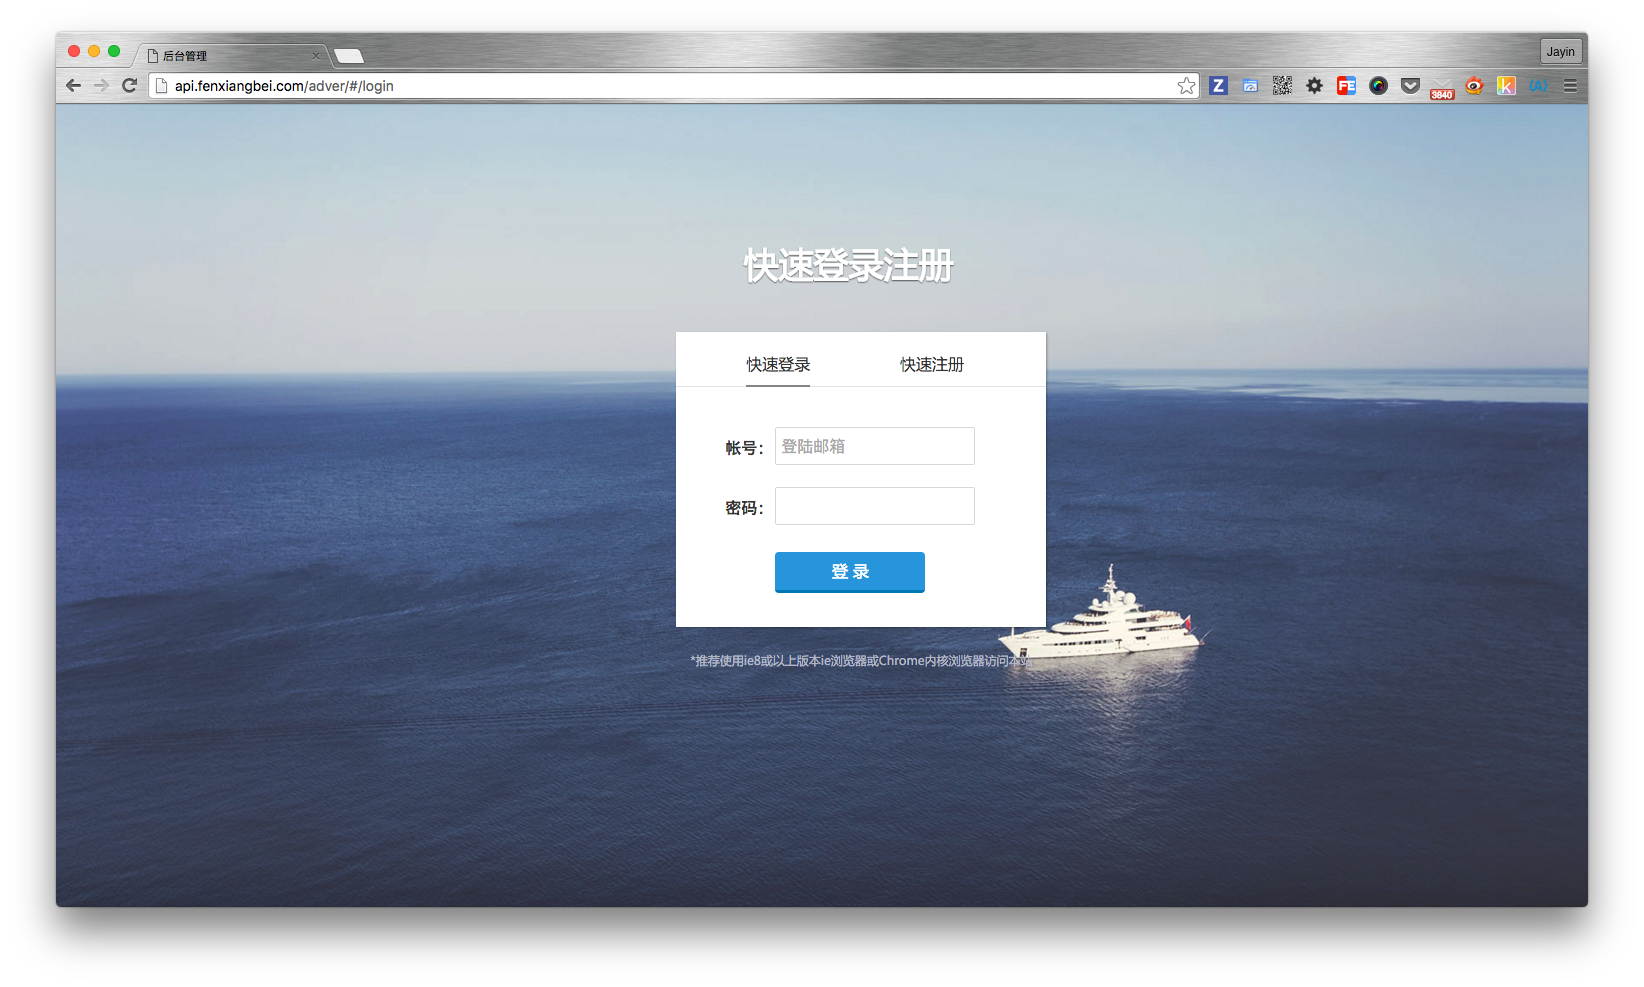 后台管理
Jayin
api.fenxiangbei.com/adver/#/login
Z
FE
3840
k
快速登录注册
快速登录 快速注册
帐号： 登陆邮箱
密码：
登 录
*推荐使用ie8或以上版本ie浏览器或Chrome内核浏览器访问本站